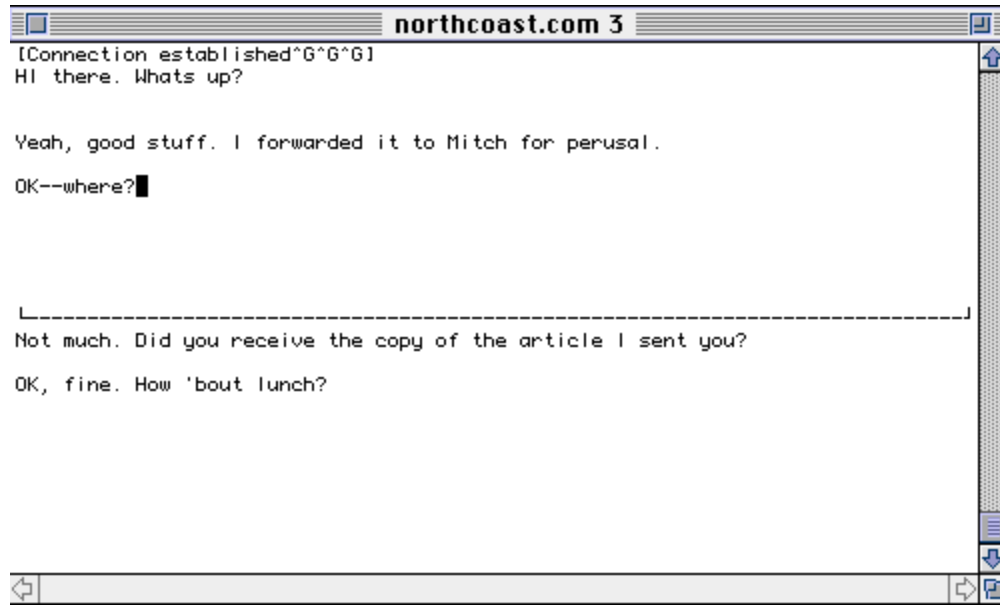 northcoast.com 3
[Connection established^G^G^G]
HI there. Whats up?
Yeah, good stuff. I forwarded it to Mitch for perusal.
OK--where?
Not much. Did you receive the copy of the article I sent you?
OK, fine. How 'bout lunch?